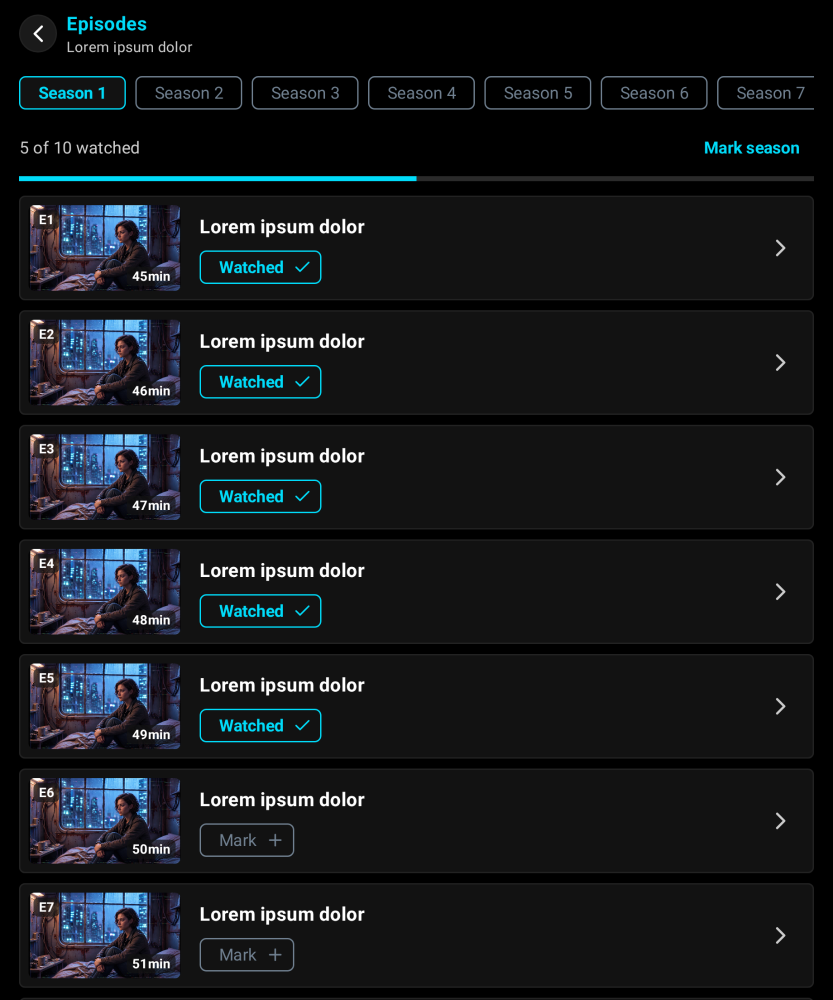 Episodes
Lorem ipsum dolor
Season 1 Season 2 Season 3 Season 4 Season 5 Season 6 Season 7
5 of 10 watched Mark season
E1
45min
Lorem ipsum dolor
Watched
E2
46min
Lorem ipsum dolor
Watched
E3
47min
Lorem ipsum dolor
Watched
E4
48min
Lorem ipsum dolor
Watched
E5
49min
Lorem ipsum dolor
Watched
E6
50min
Lorem ipsum dolor
Mark
E7
51min
Lorem ipsum dolor
Mark